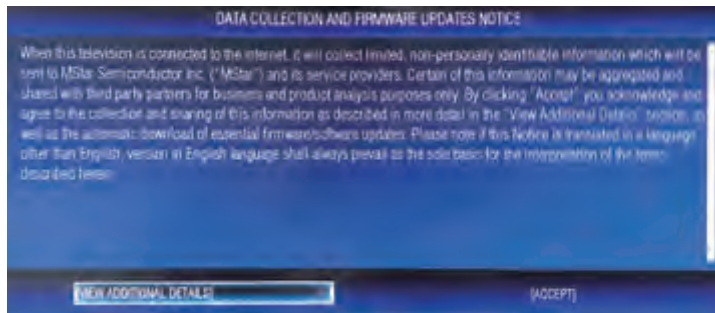 DATA COLLECTION AND FIRMWARE UPDATES NOTICE
When this television is connected to the internet, it will collect limited, non-personally identifiable information which will be
sent to MStar Semiconductor Inc. ("MStar") and its service providers. Certain of this information may be aggregated and
shared with third party partners for business and product analysis purposes only. By clicking "Accept" you acknowledge and
agree to the collection and sharing of this information as described in more detail in the "View Additional Details" section, as
well as the automatic download of essential firmware/software updates. Please note if this Notice is translated in a language
other than English, version in English language shall always prevail as the sole basis for the interpretation of the terms
described herein.
[VIEW ADDITIONAL DETAILS]
[ACCEPT]